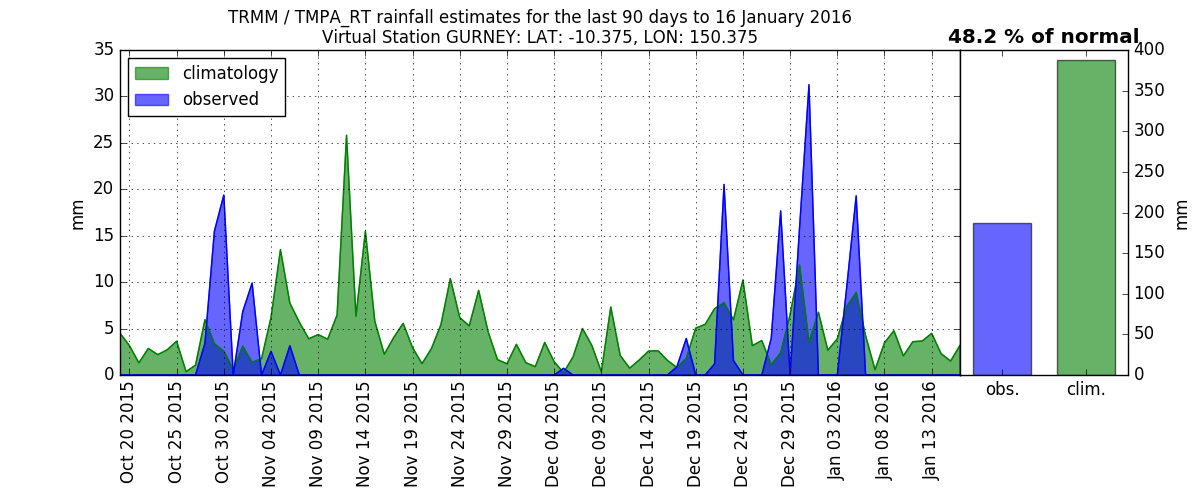 TRMM / TMPA_RT rainfall estimates for the last 90 days to 16 January 2016
Virtual Station GURNEY: LAT: -10.375, LON: 150.375
48.2 % of normal
climatology
observed
35
30
25
20
15
10
5
0
mm
Oct 20 2015
Oct 25 2015
Oct 30 2015
Nov 04 2015
Nov 09 2015
Nov 14 2015
Nov 19 2015
Nov 24 2015
Nov 29 2015
Dec 04 2015
Dec 09 2015
Dec 14 2015
Dec 19 2015
Dec 24 2015
Dec 29 2015
Jan 03 2016
Jan 08 2016
Jan 13 2016
obs.
clim.
400
350
300
250
200
150
100
50
0
mm